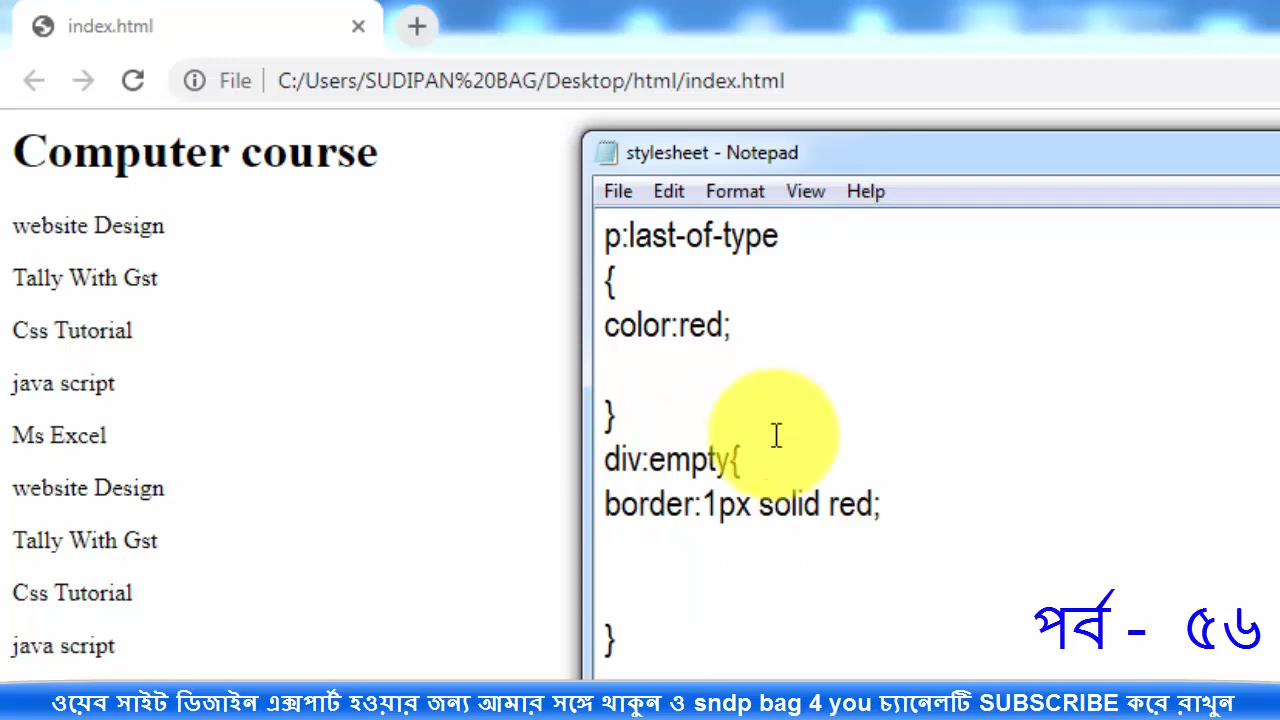 index.html
File
C:/Users/SUDIPAN%20BAG/Desktop/html/index.html
Computer course
website Design
Tally With Gst
Css Tutorial
java script
Ms Excel
website Design
Tally With Gst
Css Tutorial
java script
stylesheet - Notepad
File Edit Format View Help
p:last-of-type
{
color:red;
}
div:empty{
border:1px solid red;
}
পর্ব - ৫৬
ওয়েব সাইট ডিজাইন এক্সপার্ট হওয়ার জন্য আমার সঙ্গে থাকুন ও sndp bag 4 you চ্যানেলটি SUBSCRIBE করে রাখুন